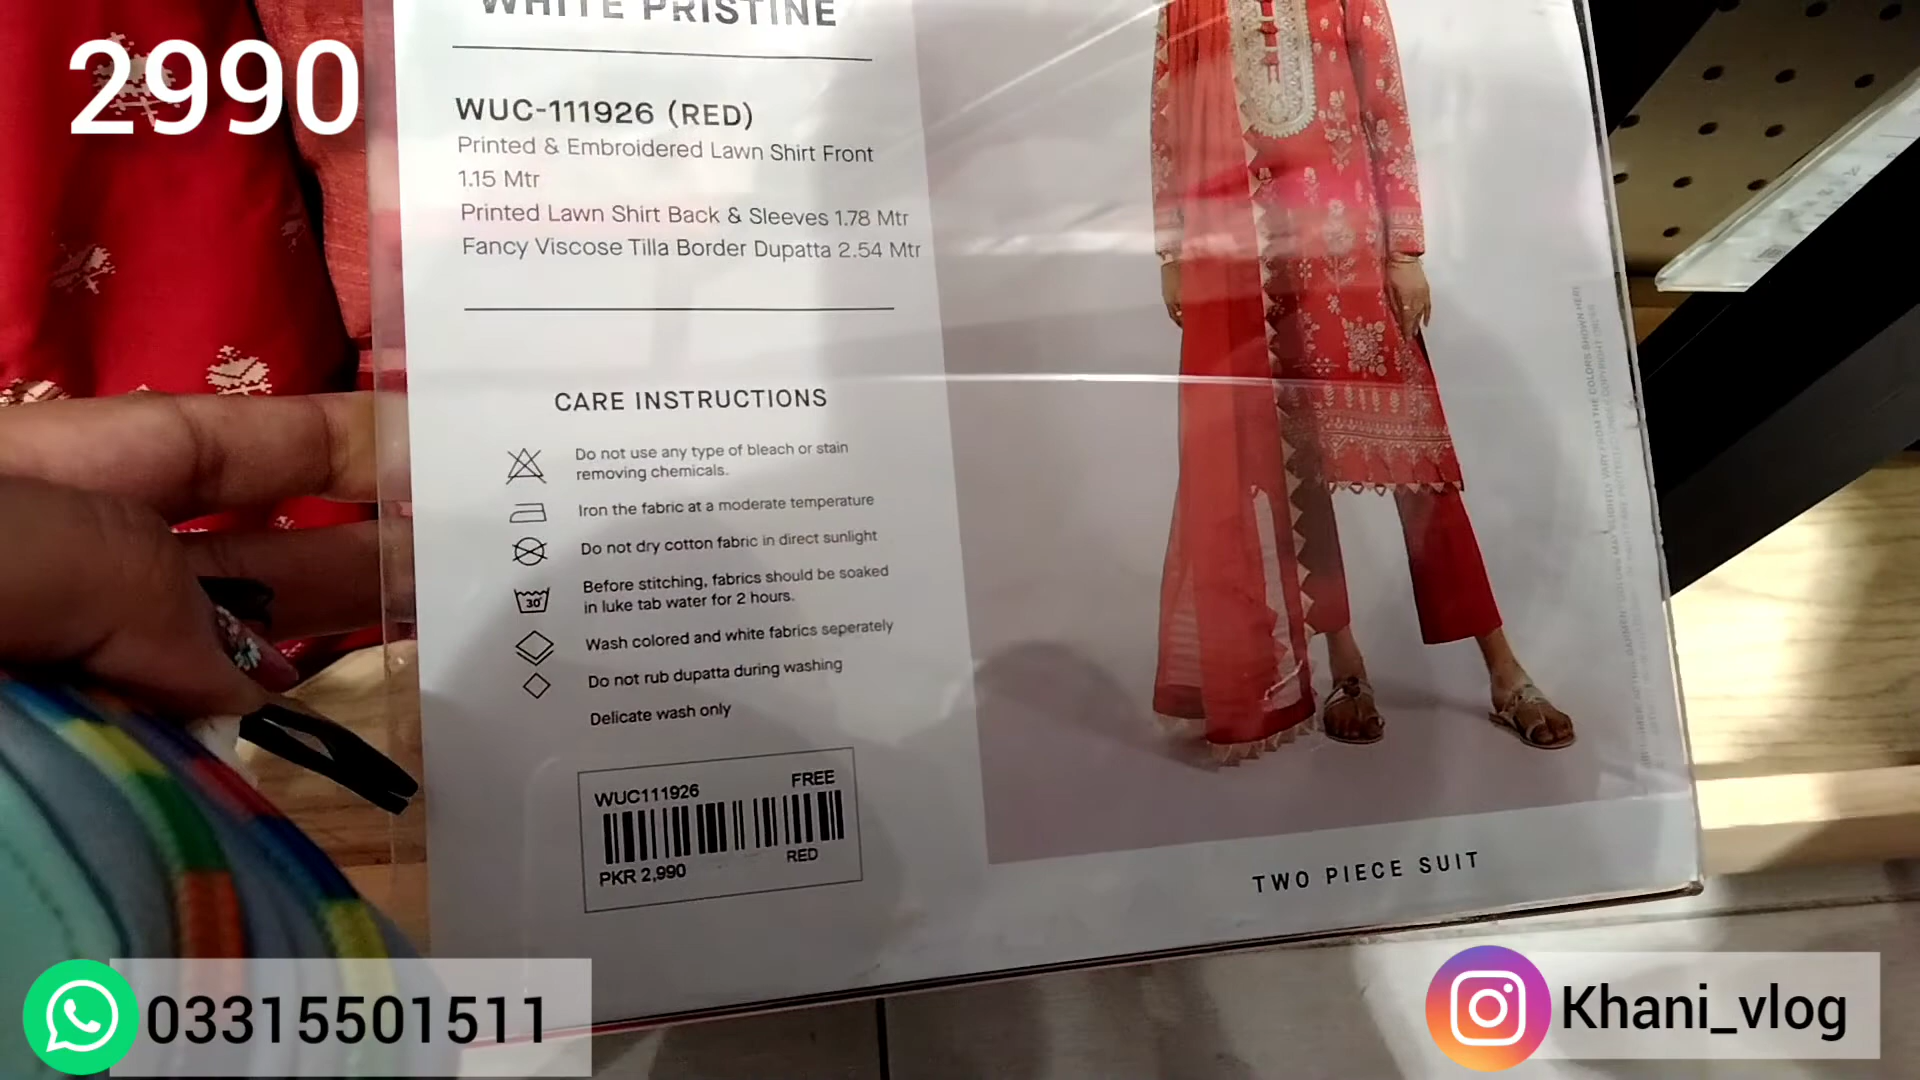 2990
WHITE PRISTINE
WUC-111926 (RED)
Printed & Embroidered Lawn Shirt Front
1.15 Mtr
Printed Lawn Shirt Back & Sleeves 1.78 Mtr
Fancy Viscose Tilla Border Dupatta 2.54 Mtr
CARE INSTRUCTIONS
Do not use any type of bleach or stain
removing chemicals.
Iron the fabric at a moderate temperature
Do not dry cotton fabric in direct sunlight
Before stitching, fabrics should be soaked
in luke tab water for 2 hours.
30
Wash colored and white fabrics seperately
Do not rub dupatta during washing
Delicate wash only
WUC111926 FREE
PKR 2,990 RED
TWO PIECE SUIT
03315501511
Khani_vlog